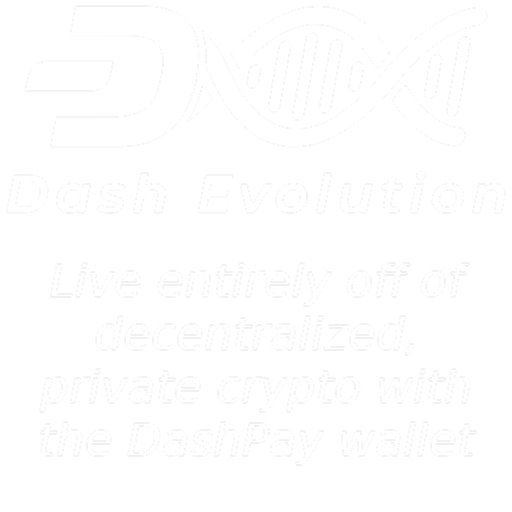 Dash Evolution
Live entirely off of
decentralized,
private crypto with
the DashPay wallet